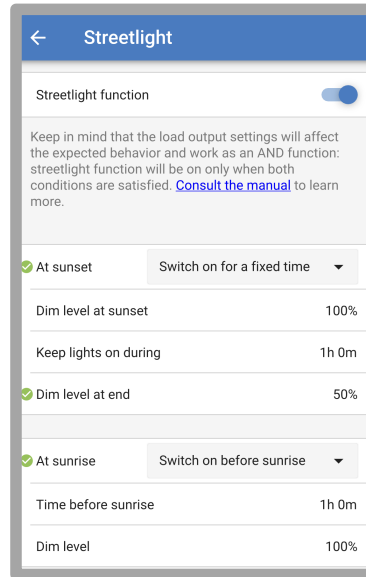 Streetlight
Streetlight function
Keep in mind that the load output settings will affect
the expected behavior and work as an AND function:
streetlight function will be on only when both
conditions are satisfied. Consult the manual to learn
more.
At sunset Switch on for a fixed time
Dim level at sunset 100%
Keep lights on during 1h 0m
Dim level at end 50%
At sunrise Switch on before sunrise
Time before sunrise 1h 0m
Dim level 100%